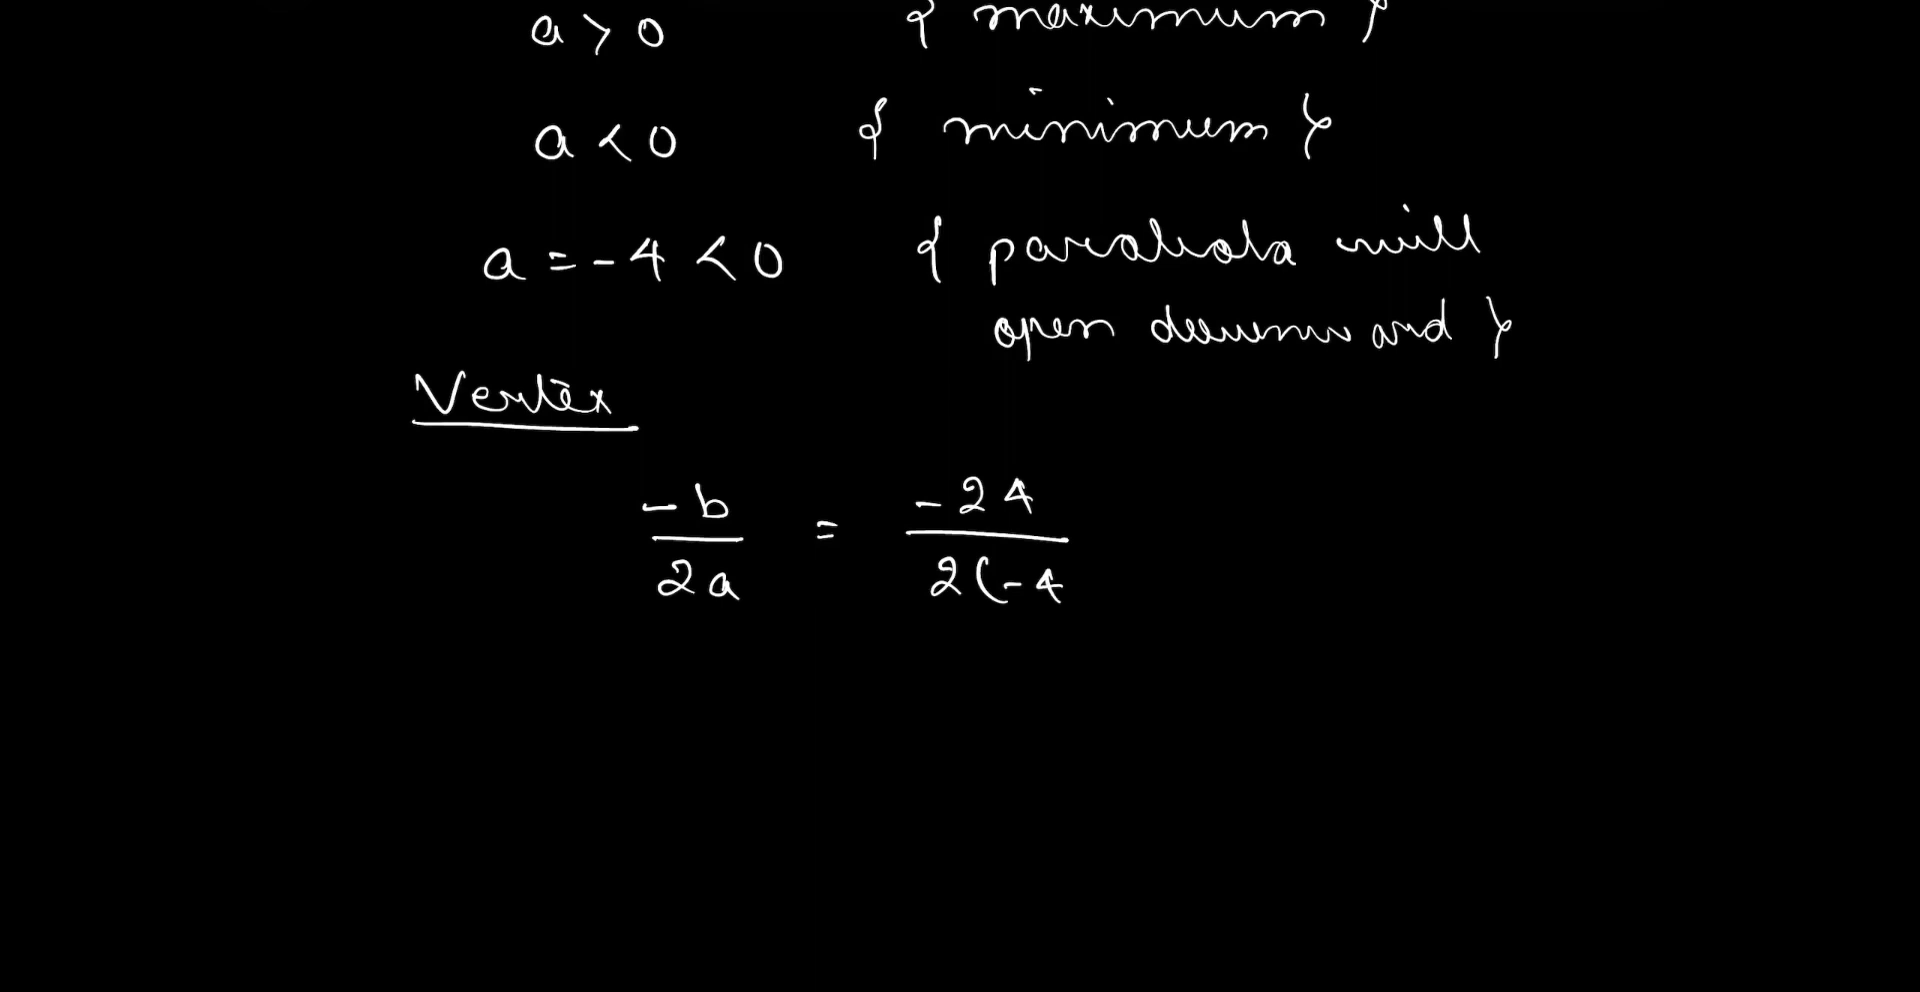 a > 0 { maximum }
a < 0 { minimum }
a = -4 < 0 { parabola will
open downward }
Vertex
-b/2a = -24/2(-4